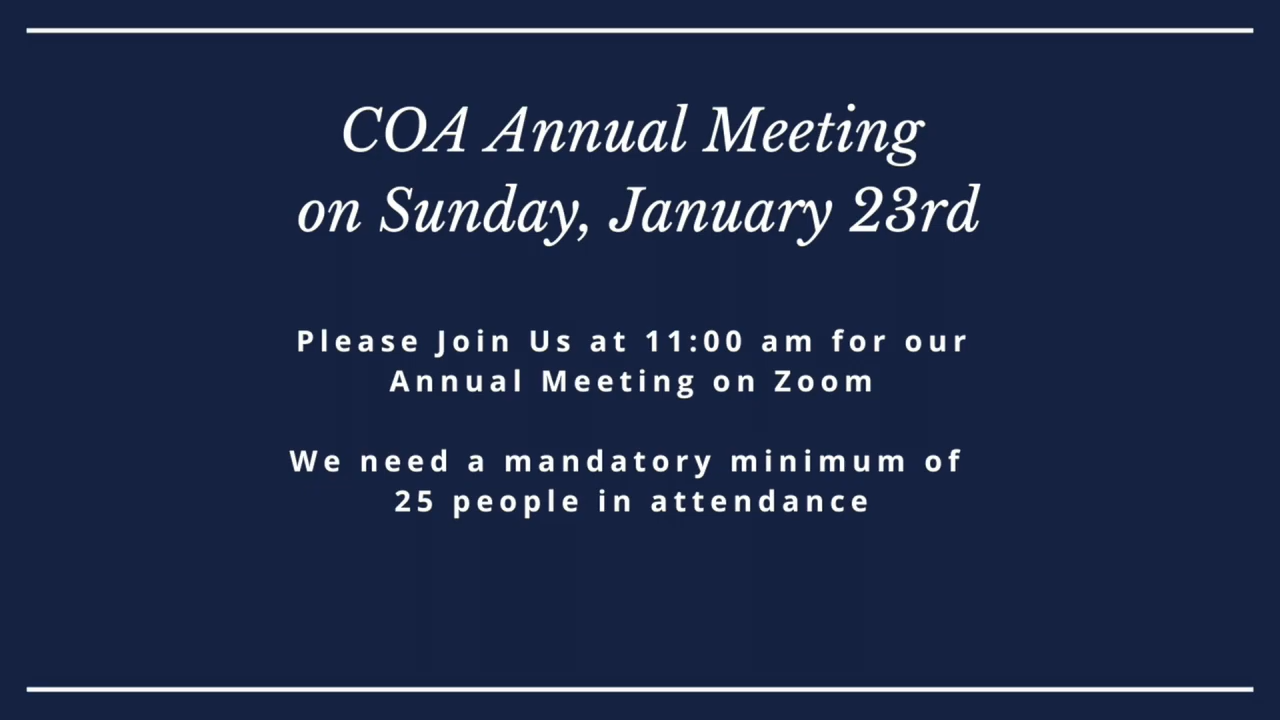 COA Annual Meeting
on Sunday, January 23rd
Please Join Us at 11:00 am for our
Annual Meeting on Zoom
We need a mandatory minimum of
25 people in attendance